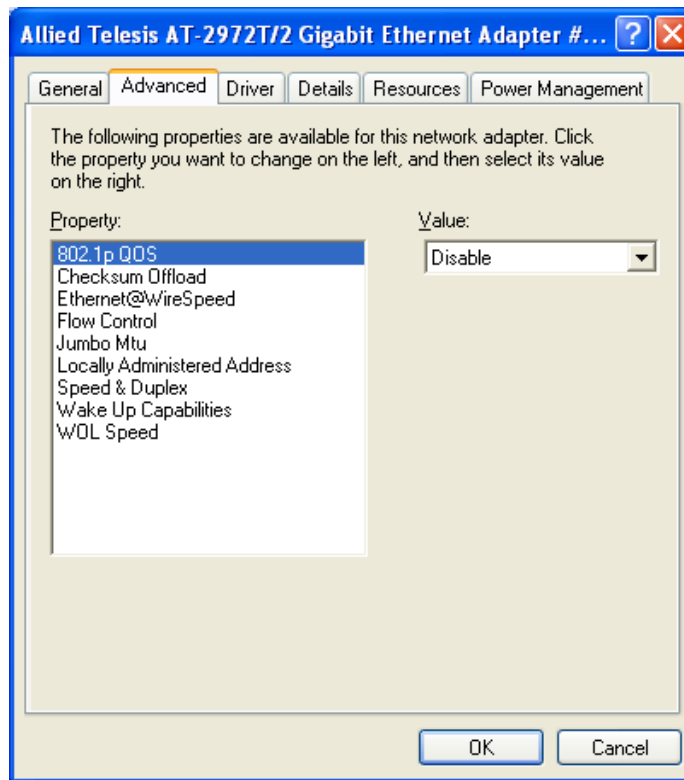 Allied Telesis AT-2972T/2 Gigabit Ethernet Adapter #...
General Advanced Driver Details Resources Power Management
The following properties are available for this network adapter. Click
the property you want to change on the left, and then select its value
on the right.
Property:
802.1p QOS
Checksum Offload
Ethernet@WireSpeed
Flow Control
Jumbo Mtu
Locally Administered Address
Speed & Duplex
Wake Up Capabilities
WOL Speed
Value:
Disable
OK Cancel